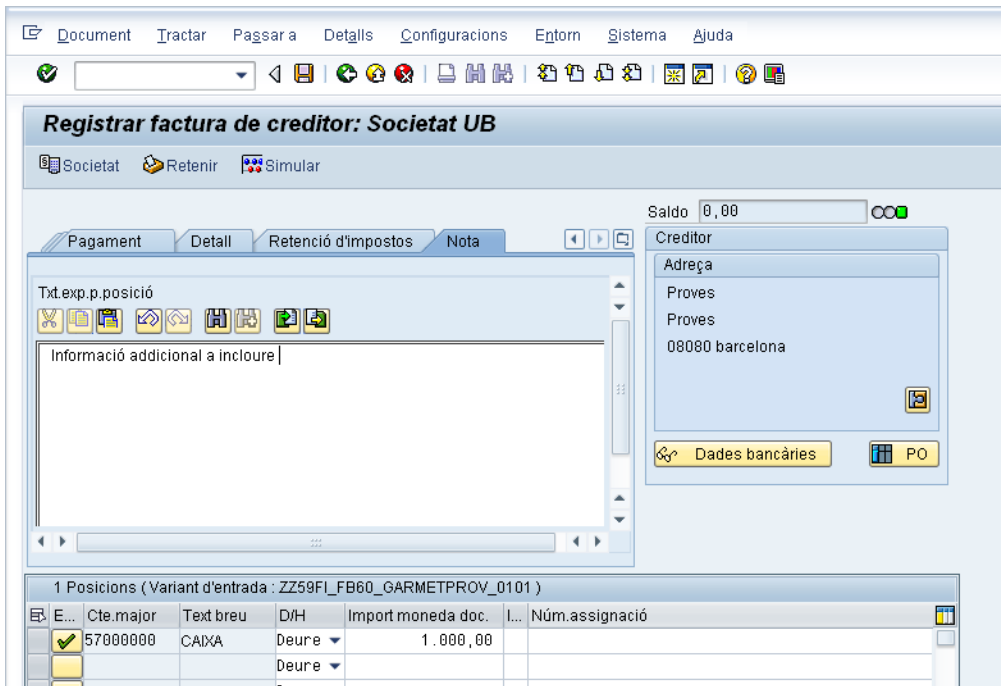 Document Tractar Passar a Detalls Configuracions Entorn Sistema Ajuda
Registrar factura de creditor: Societat UB
Societat Retenir Simular
Saldo 0,00
Pagament Detall Retenció d'impostos Nota
Creditor
Adreça
Txt.exp.p.posició
Proves
Proves
08080 barcelona
Informació addicional a incloure
Dades bancàries PO
1 Posicions ( Variant d'entrada : ZZ59FI_FB60_GARMETPROV_0101 )
E... Cte.major Text breu D/H Import moneda doc. I... Núm.assignació
57000000 CAIXA Deure 1.000,00
Deure